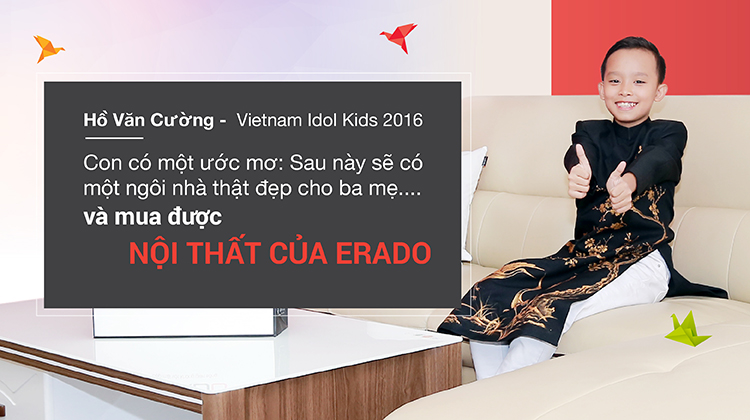 Hồ Văn Cường - Vietnam Idol Kids 2016
Con có một ước mơ: Sau này sẽ có
một ngôi nhà thật đẹp cho ba mẹ....
và mua được
NỘI THẤT CỦA ERADO